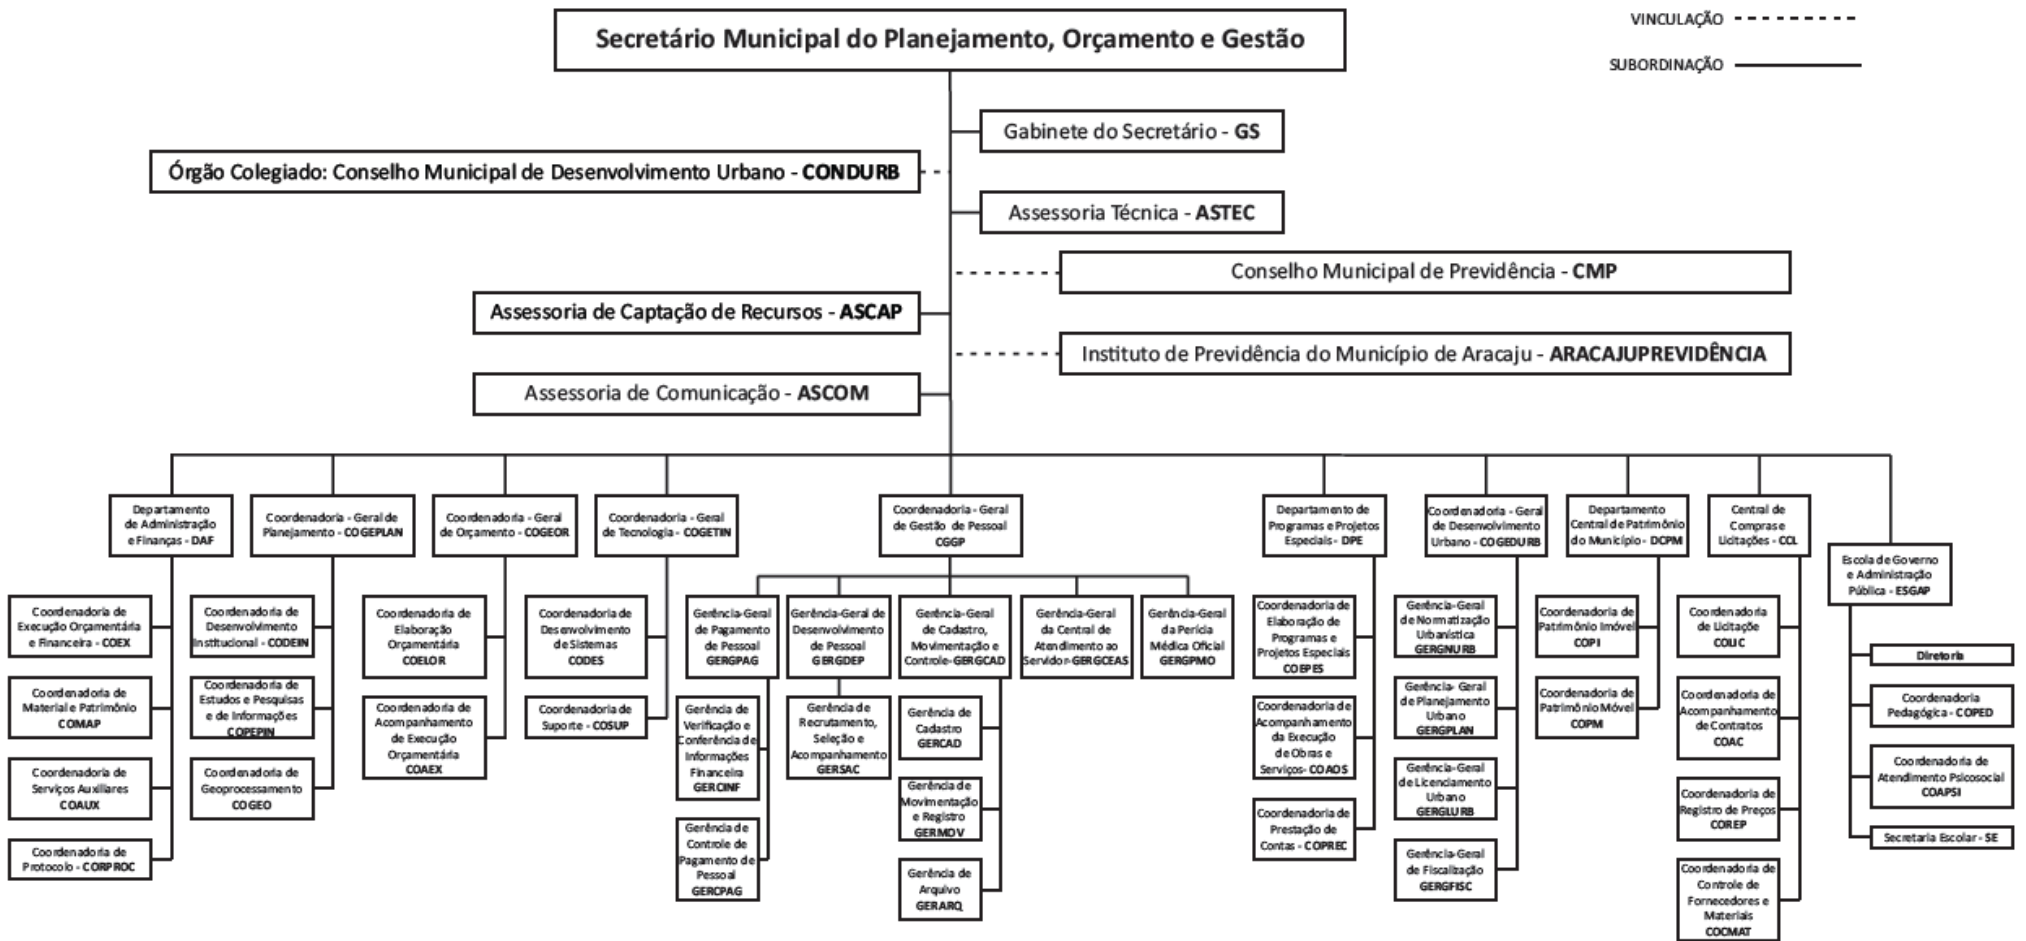 Secretário Municipal do Planejamento, Orçamento e Gestão
VINCULAÇÃO
SUBORDINAÇÃO
Gabinete do Secretário - GS
Órgão Colegiado: Conselho Municipal de Desenvolvimento Urbano - CONDURB
Assessoria Técnica - ASTEC
Conselho Municipal de Previdência - CMP
Assessoria de Captação de Recursos - ASCAP
Instituto de Previdência do Município de Aracaju - ARACAJUPREVIDÊNCIA
Assessoria de Comunicação - ASCOM
Departamento
de Administração
e Finanças - DAF
Coordenadoria - Geral de
Planejamento - COGEPLAN
Coordenadoria - Geral
de Orçamento - COGEOR
Coordenadoria - Geral
de Tecnologia - COGETIN
Coordenadoria - Geral
de Gestão de Pessoal
CGGP
Departamento de
Programas e Projetos
Especiais - DPE
Coordenadoria - Geral
de Desenvolvimento
Urbano - COGEDURB
Departamento
Central de Patrimônio
do Município - DCPM
Central de
Compras e
Licitações - CCL
Escola de Governo
e Administração
Pública - ESGAP
Coordenadoria de
Execução Orçamentária
e Financeira - COEX
Coordenadoria de
Material e Patrimônio
COMAP
Coordenadoria de
Serviços Auxiliares
COAUX
Coordenadoria de
Protocolo - CORPROC
Coordenadoria de
Desenvolvimento
Institucional - CODEIN
Coordenadoria de
Estudos e Pesquisas
e de Informações
COPEPIN
Coordenadoria de
Geoprocessamento
COGEO
Coordenadoria de
Elaboração
Orçamentária
COELOR
Coordenadoria de
Acompanhamento
de Execução
Orçamentária
COAEX
Coordenadoria de
Desenvolvimento
de Sistemas
CODES
Coordenadoria de
Suporte - COSUP
Gerência-Geral
de Pagamento
de Pessoal
GERGPAG
Gerência de
Verificação e
Conferência de
Informações
Financeira
GERCINF
Gerência de
Controle de
Pagamento de
Pessoal
GERCPAG
Gerência-Geral de
Desenvolvimento
de Pessoal
GERGDEP
Gerência de
Recrutamento,
Seleção e
Acompanhamento
GERSAC
Gerência-Geral
de Cadastro,
Movimentação e
Controle-GERGCAD
Gerência de
Cadastro
GERCAD
Gerência de
Movimentação
e Registro
GERMOV
Gerência de
Arquivo
GERARQ
Gerência-Geral
da Central de
Atendimento ao
Servidor-GERGCEAS
Gerência-Geral
da Perícia
Médica Oficial
GERGPMO
Coordenadoria de
Elaboração de
Programas e
Projetos Especiais
COEPES
Coordenadoria de
Acompanhamento
da Execução
de Obras e
Serviços- COAOS
Coordenadoria de
Prestação de
Contas - COPREC
Gerência-Geral
de Normatização
Urbanística
GERGNURB
Gerência- Geral
de Planejamento
Urbano
GERGPLAN
Gerência-Geral
de Licenciamento
Urbano
GERGLURB
Gerência-Geral
de Fiscalização
GERGFISC
Coordenadoria de
Patrimônio Imóvel
COPI
Coordenadoria de
Patrimônio Móvel
COPM
Coordenadoria
de Licitaçõe
COLIC
Coordenadoria de
Acompanhamento
de Contratos
COAC
Coordenadoria de
Registro de Preços
COREP
Coordenadoria de
Controle de
Fornecedores e
Materiais
COCMAT
Diretoria
Coordenadoria
Pedagógica - COPED
Coordenadoria de
Atendimento Psicosocial
COAPSI
Secretaria Escolar - SE